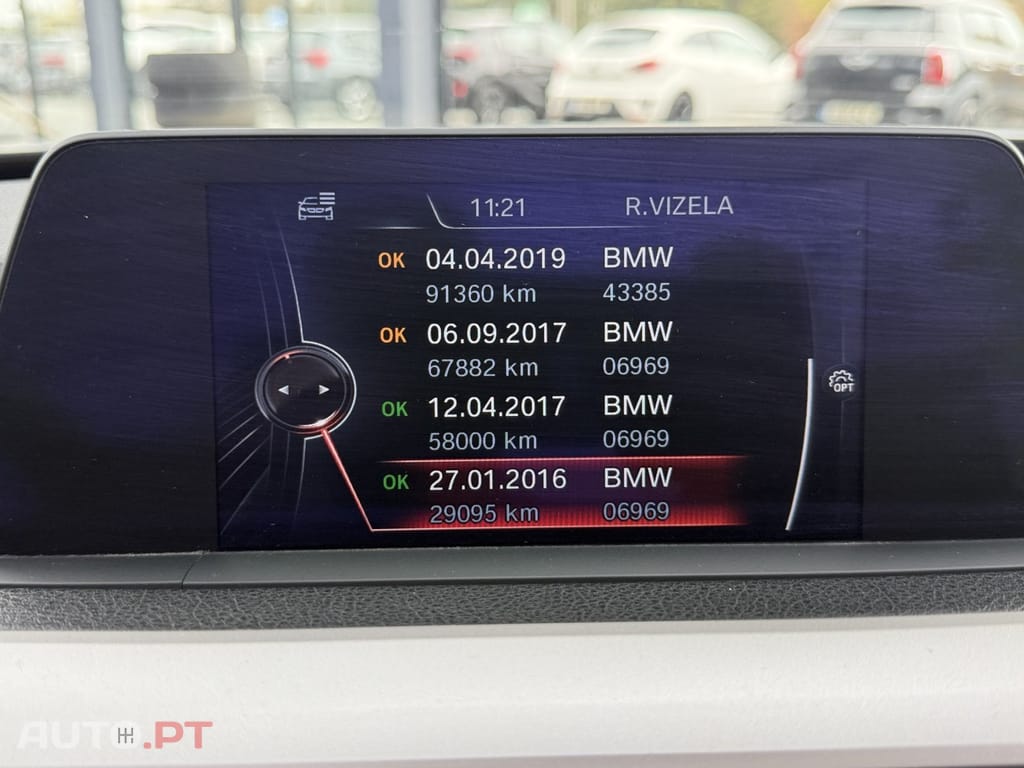 11:21 R.VIZELA
OK 04.04.2019 BMW
91360 km 43385
OK 06.09.2017 BMW
67882 km 06969
OPT
OK 12.04.2017 BMW
58000 km 06969
OK 27.01.2016 BMW
29095 km 06969
AUTO.PT